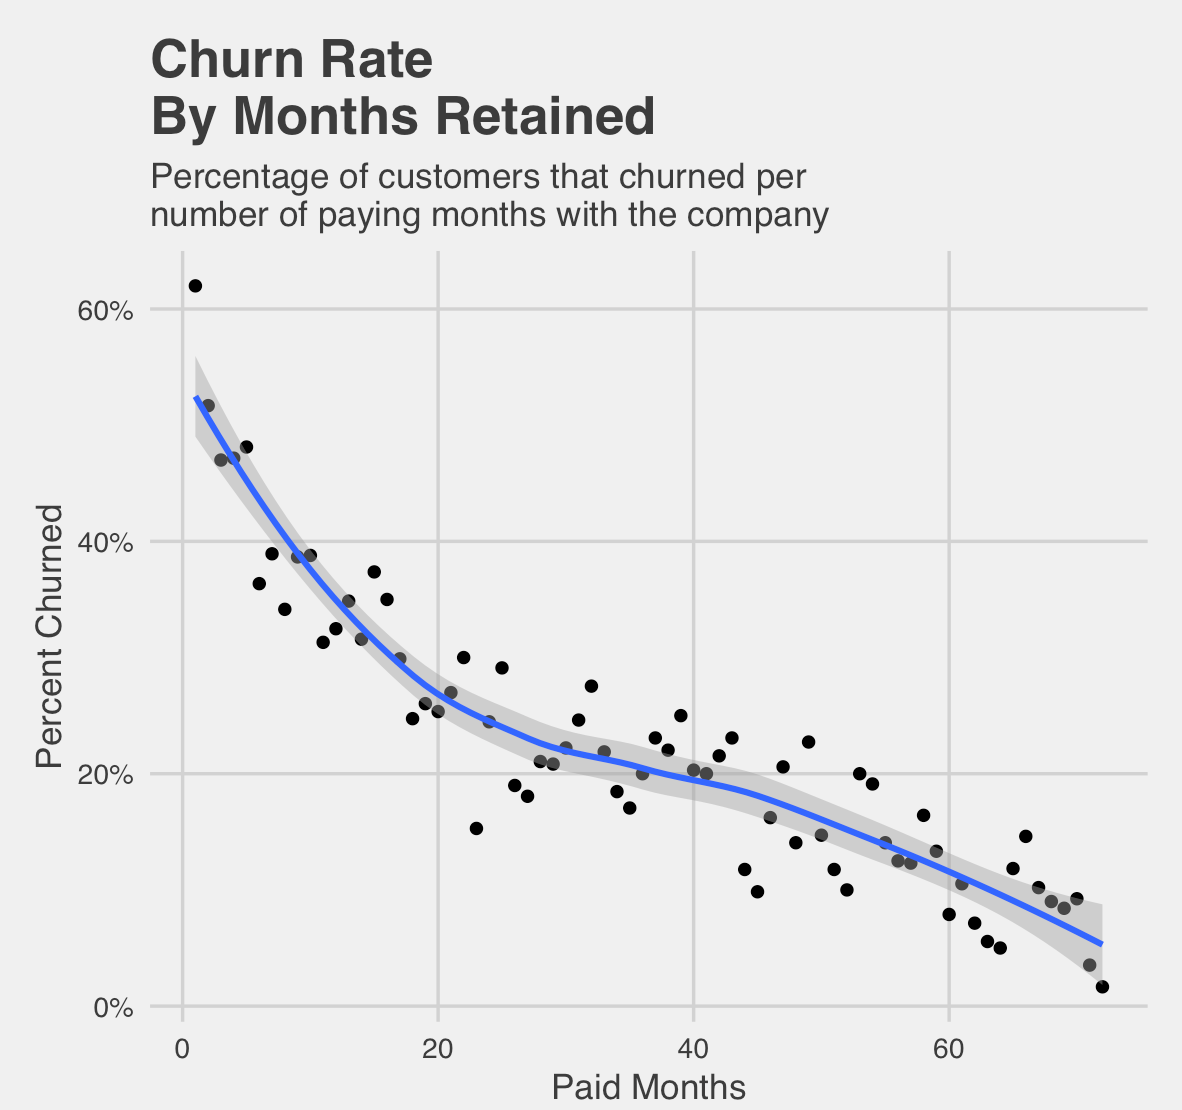 Churn Rate
By Months Retained
Percentage of customers that churned per
number of paying months with the company
60%
40%
20%
0%
Percent Churned
0 20 40 60
Paid Months